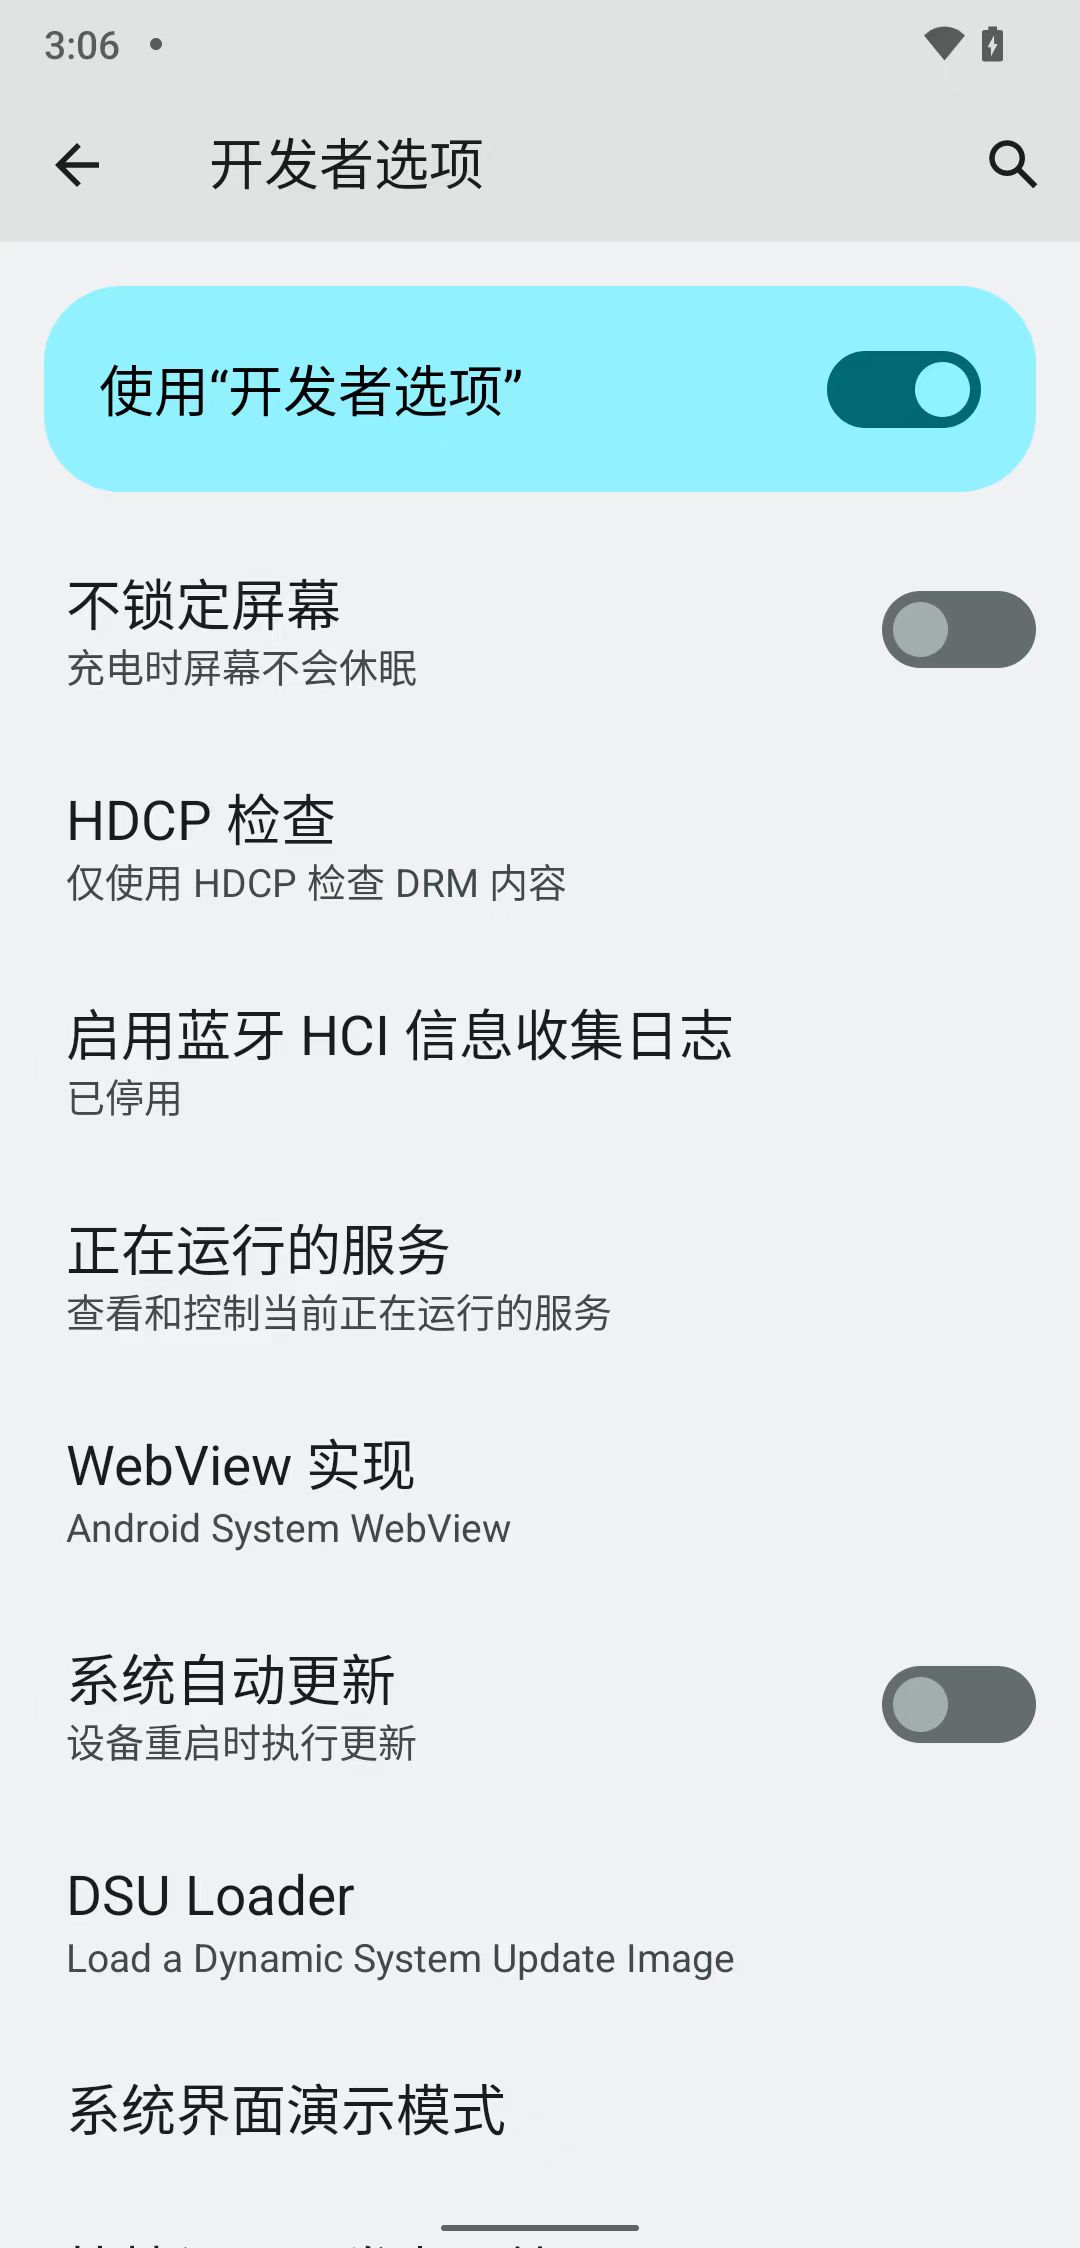 3:06
开发者选项
使用“开发者选项”
不锁定屏幕
充电时屏幕不会休眠
HDCP 检查
仅使用 HDCP 检查 DRM 内容
启用蓝牙 HCI 信息收集日志
已停用
正在运行的服务
查看和控制当前正在运行的服务
WebView 实现
Android System WebView
系统自动更新
设备重启时执行更新
DSU Loader
Load a Dynamic System Update Image
系统界面演示模式